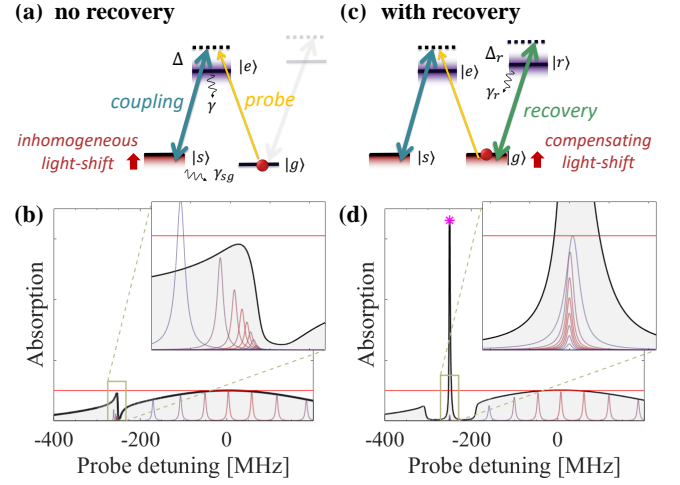 (a) no recovery
Δ
|e⟩
γ
coupling
probe
inhomogeneous
light-shift
|s⟩
γsg
|g⟩
(c) with recovery
|e⟩
Δr
|r⟩
γr
recovery
|s⟩
|g⟩
compensating
light-shift
(b)
Absorption
-400
-200
0
Probe detuning [MHz]
(d)
Absorption
-400
-200
0
Probe detuning [MHz]